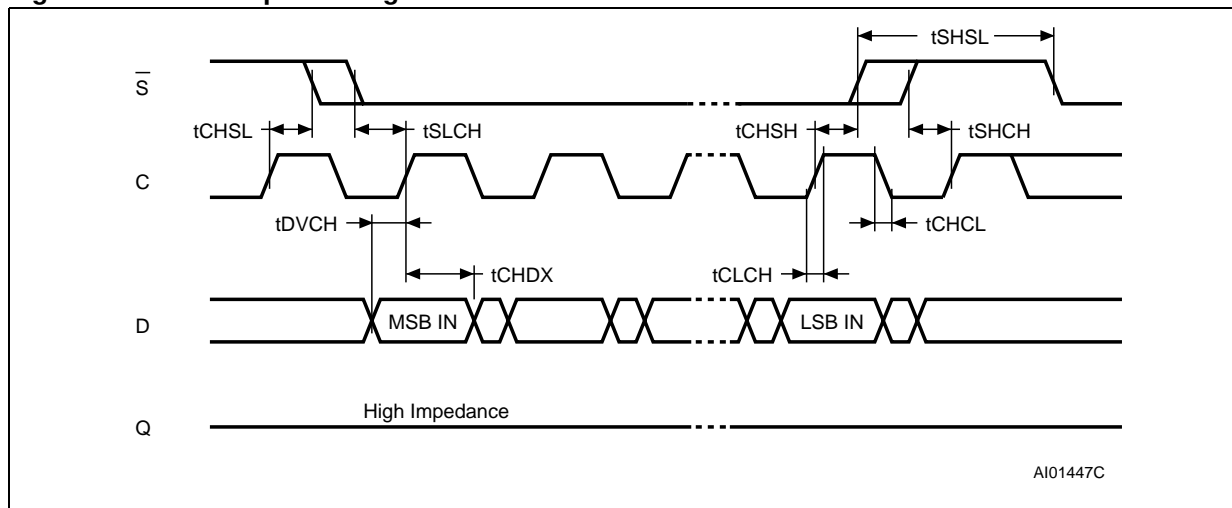 tSHSL
S̅
tCHSL
tSLCH
tCHSH
tSHCH
C
tDVCH
tCHCL
tCHDX
tCLCH
D
MSB IN
LSB IN
High Impedance
Q
AI01447C